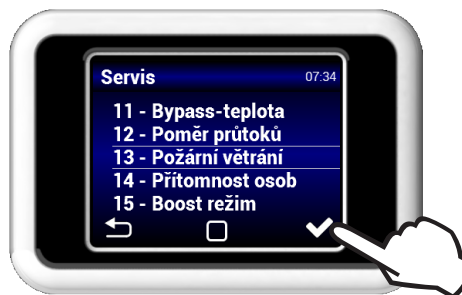 Servis 07:34
11 - Bypass-teplota
12 - Poměr průtoků
13 - Požární větrání
14 - Přítomnost osob
15 - Boost režim